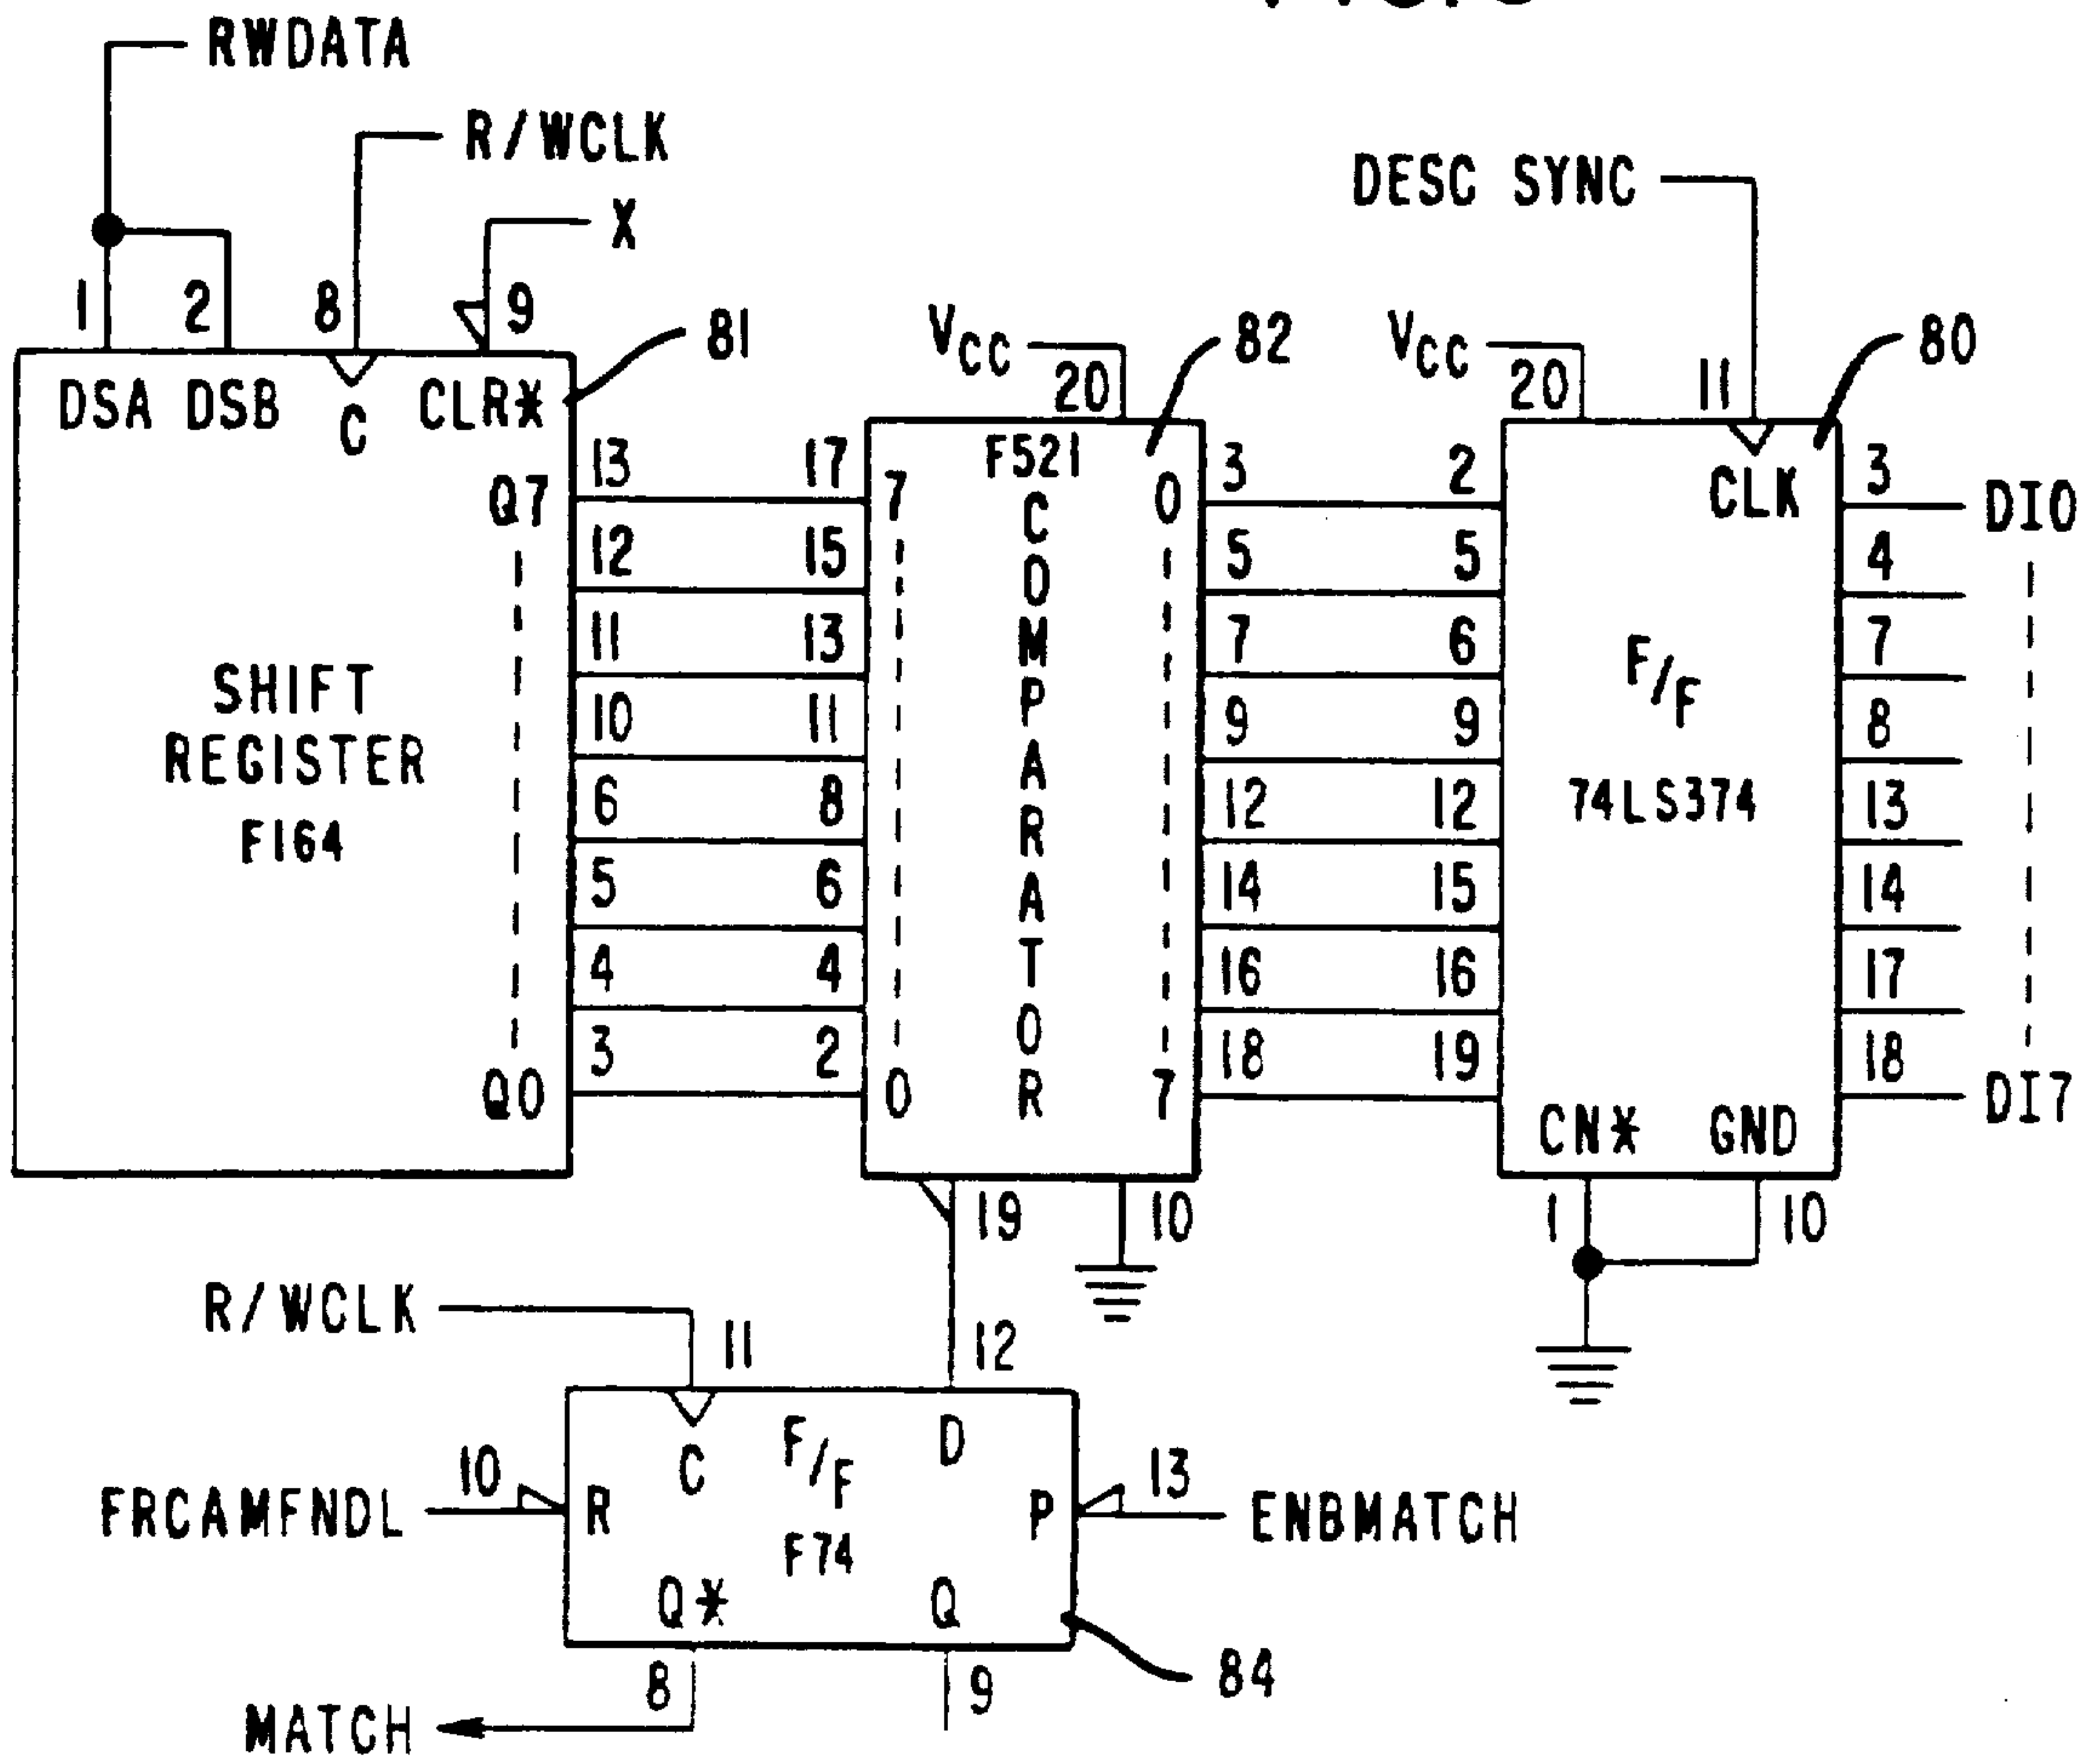 RWDATA
R/WCLK
X
DESC SYNC
1 2 8 9
81
VCC
20
82
VCC
20 11
80
DSA DSB C CLR*
F521
CLK
Q7 13 17 7 0 3 2 3 DI0
12 15 5 5 4
11 13 7 6 7
10 11 9 9 8
6 8 12 12 13
5 6 14 15 14
4 4 16 16 17
Q0 3 2 0 7 18 19 18 DI7
SHIFT
REGISTER
F164
COMPARATOR
F/F
74LS374
CN* GND
19 10
1 10
R/WCLK
11 12
C F/F D
FRCAMFNDL 10 R P 13 ENBMATCH
F74
Q* Q
8 9
84
MATCH